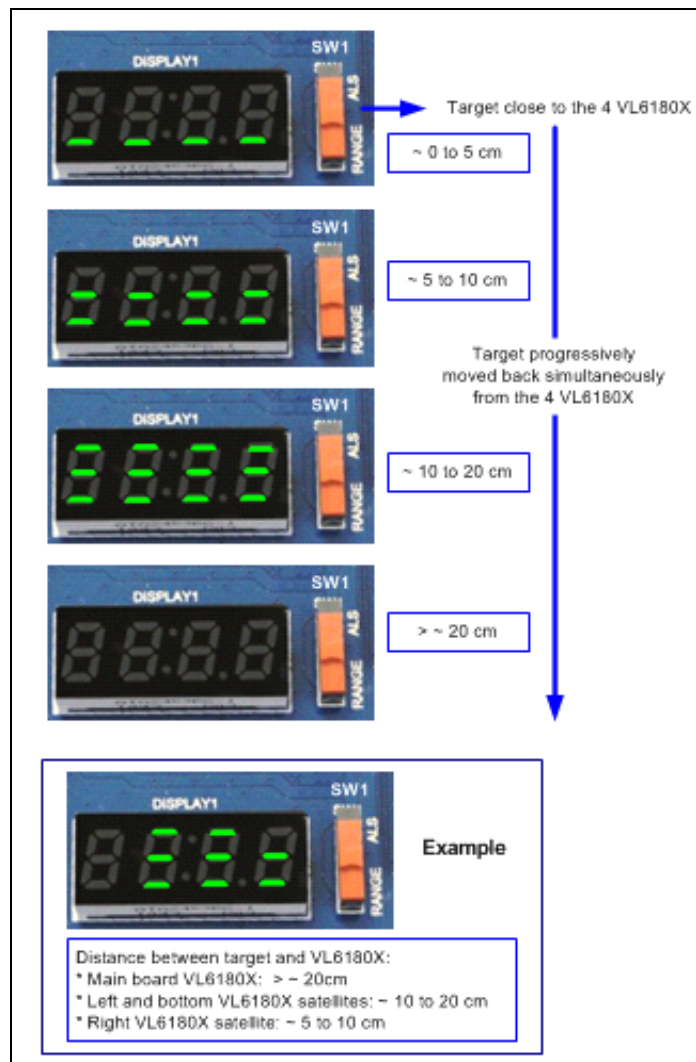 SW1
DISPLAY1
ALS
RANGE
Target close to the 4 VL6180X
~ 0 to 5 cm
SW1
DISPLAY1
ALS
RANGE
~ 5 to 10 cm
Target progressively
moved back simultaneously
from the 4 VL6180X
SW1
DISPLAY1
ALS
RANGE
~ 10 to 20 cm
SW1
DISPLAY1
ALS
RANGE
> ~ 20 cm
SW1
DISPLAY1
ALS
RANGE
Example
Distance between target and VL6180X:
* Main board VL6180X: > ~ 20cm
* Left and bottom VL6180X satellites: ~ 10 to 20 cm
* Right VL6180X satellite: ~ 5 to 10 cm